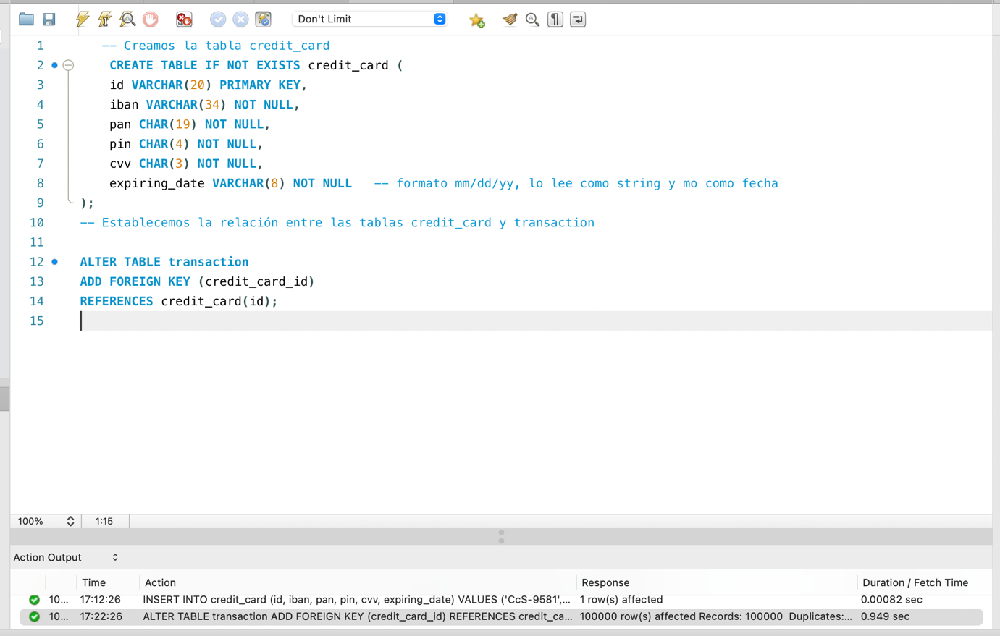 Don't Limit
1 -- Creamos la tabla credit_card
2 CREATE TABLE IF NOT EXISTS credit_card (
3 id VARCHAR(20) PRIMARY KEY,
4 iban VARCHAR(34) NOT NULL,
5 pan CHAR(19) NOT NULL,
6 pin CHAR(4) NOT NULL,
7 cvv CHAR(3) NOT NULL,
8 expiring_date VARCHAR(8) NOT NULL -- formato mm/dd/yy, lo lee como string y mo como fecha
9 );
10 -- Establecemos la relación entre las tablas credit_card y transaction
11
12 ALTER TABLE transaction
13 ADD FOREIGN KEY (credit_card_id)
14 REFERENCES credit_card(id);
15
100% 1:15
Action Output
Time Action Response Duration / Fetch Time
10... 17:12:26 INSERT INTO credit_card (id, iban, pan, pin, cvv, expiring_date) VALUES ('CcS-9581',... 1 row(s) affected 0.00082 sec
10... 17:22:26 ALTER TABLE transaction ADD FOREIGN KEY (credit_card_id) REFERENCES credit_ca... 100000 row(s) affected Records: 100000 Duplicates:... 0.949 sec